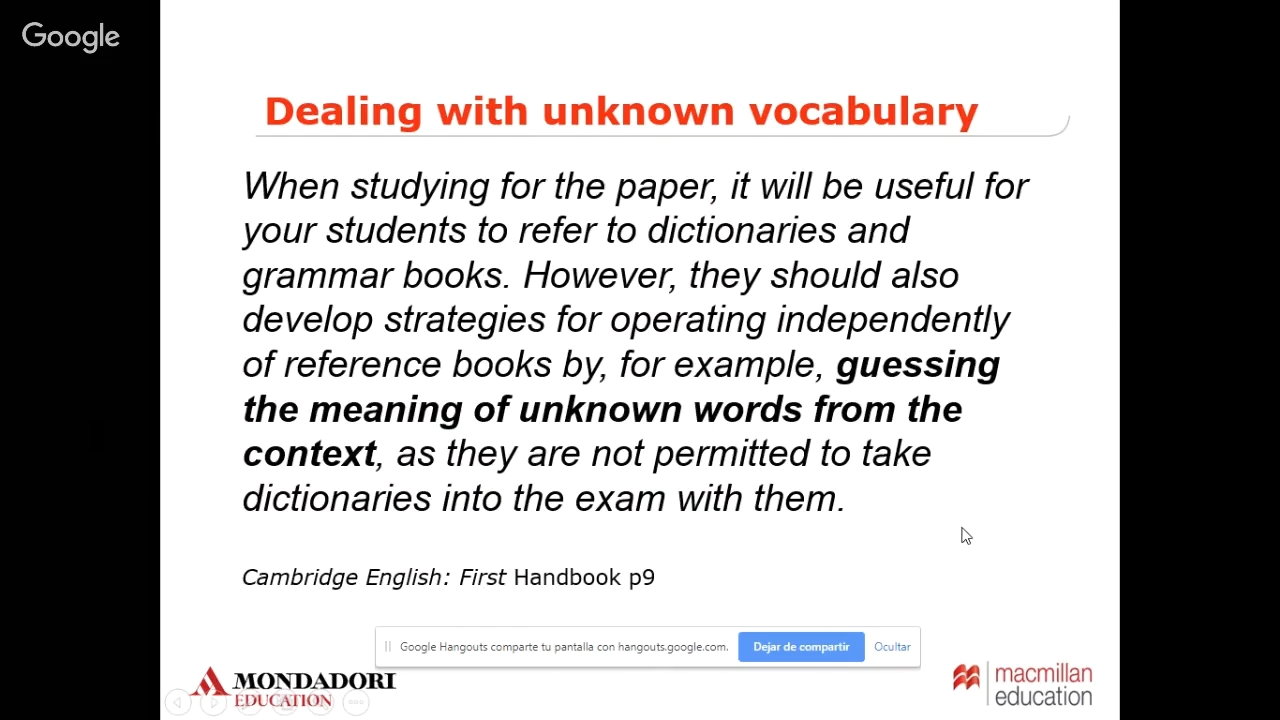 Google
Dealing with unknown vocabulary
When studying for the paper, it will be useful for
your students to refer to dictionaries and
grammar books. However, they should also
develop strategies for operating independently
of reference books by, for example, guessing
the meaning of unknown words from the
context, as they are not permitted to take
dictionaries into the exam with them.
Cambridge English: First Handbook p9
Google Hangouts comparte tu pantalla con hangouts.google.com. Dejar de compartir Ocultar
MONDADORI
EDUCATION
macmillan
education